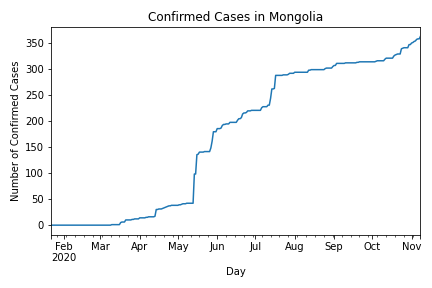 Confirmed Cases in Mongolia
Number of Confirmed Cases
350
300
250
200
150
100
50
0
Feb Mar Apr May Jun Jul Aug Sep Oct Nov
2020
Day